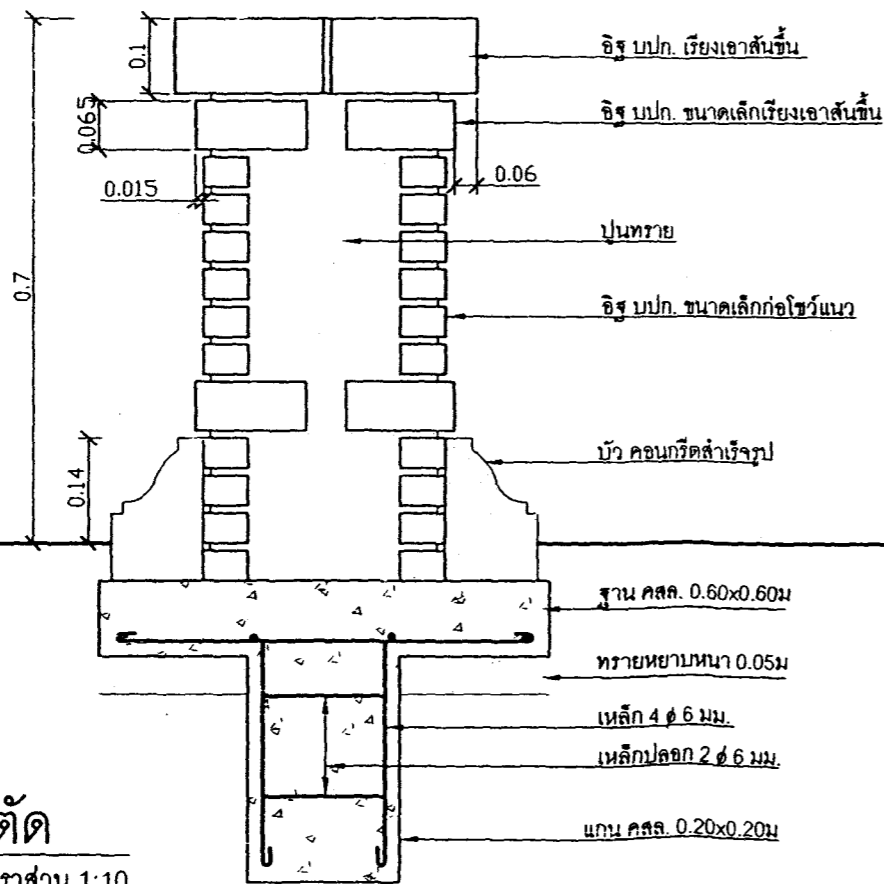 0.1
อิฐ บปก. เรียงเอาสันขึ้น
0.065
อิฐ บปก. ขนาดเล็กเรียงเอาสันขึ้น
0.015
0.06
ปูนทราย
0.7
อิฐ บปก. ขนาดเล็กก่อโชว์แนว
0.14
บัว คอนกรีตสำเร็จรูป
ฐาน คสล. 0.60x0.60ม
ทรายหยาบหนา 0.05ม
เหล็ก 4 ø 6 มม.
เหล็กปลอก 2 ø 6 มม.
แกน คสล. 0.20x0.20ม
ตัด
1:10